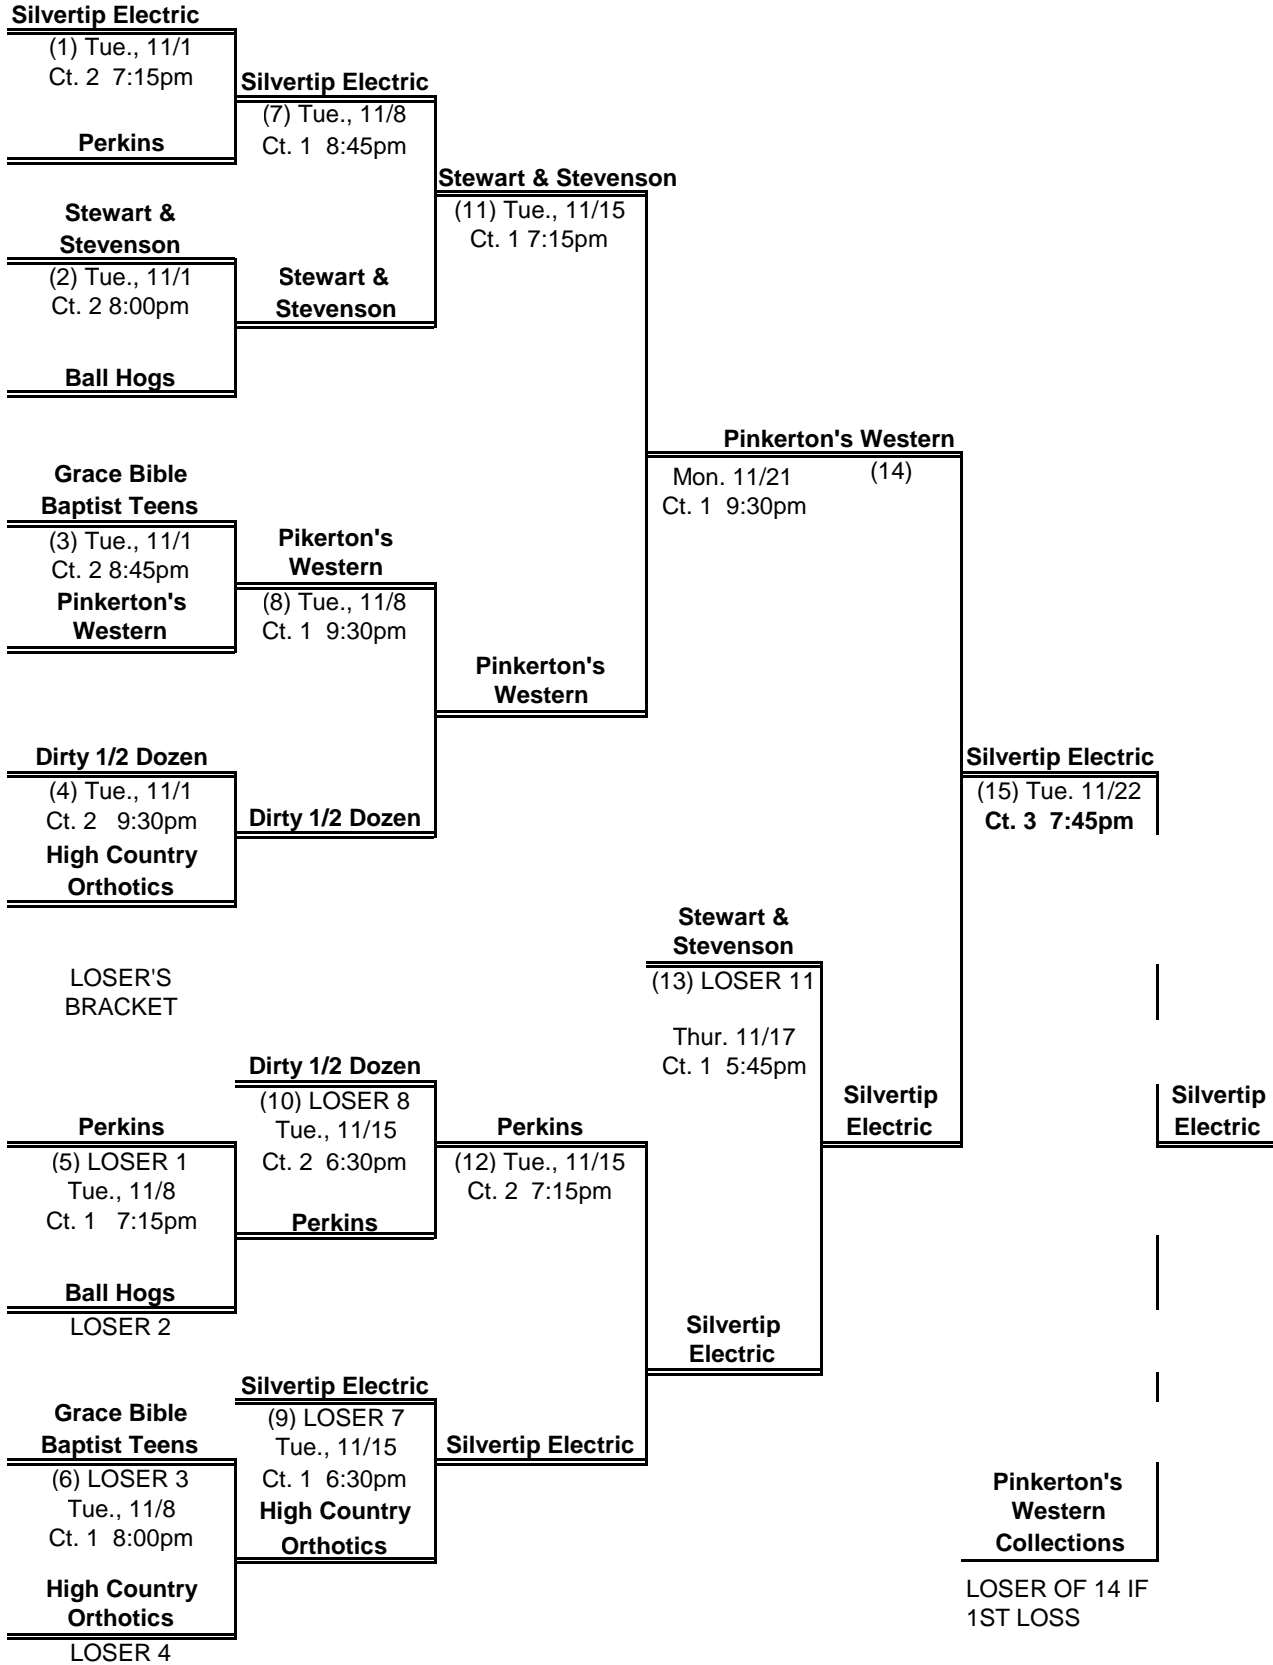 Silvertip Electric
(1) Tue., 11/1
Ct. 2  7:15pm
Perkins
Stewart &
Stevenson
(2) Tue., 11/1
Ct. 2 8:00pm
Ball Hogs
Grace Bible
Baptist Teens
(3) Tue., 11/1
Ct. 2 8:45pm
Pinkerton's
Western
Dirty 1/2 Dozen
(4) Tue., 11/1
Ct. 2   9:30pm
High Country
Orthotics
Silvertip Electric
(7) Tue., 11/8
Ct. 1  8:45pm
Stewart &
Stevenson
Pikerton's
Western
(8) Tue., 11/8
Ct. 1  9:30pm
Dirty 1/2 Dozen
Stewart & Stevenson
(11) Tue., 11/15
Ct. 1 7:15pm
Pinkerton's
Western
Pinkerton's Western
Mon. 11/21 (14)
Ct. 1  9:30pm
Silvertip Electric
(15) Tue. 11/22
Ct. 3  7:45pm
LOSER'S
BRACKET
Perkins
(5) LOSER 1
Tue., 11/8
Ct. 1   7:15pm
Ball Hogs
LOSER 2
Grace Bible
Baptist Teens
(6) LOSER 3
Tue., 11/8
Ct. 1  8:00pm
High Country
Orthotics
LOSER 4
Dirty 1/2 Dozen
(10) LOSER 8
Tue., 11/15
Ct. 2  6:30pm
Perkins
Silvertip Electric
(9) LOSER 7
Tue., 11/15
Ct. 1  6:30pm
High Country
Orthotics
Perkins
(12) Tue., 11/15
Ct. 2  7:15pm
Silvertip Electric
Stewart &
Stevenson
(13) LOSER 11
Thur. 11/17
Ct. 1  5:45pm
Silvertip
Electric
Silvertip
Electric
Silvertip
Electric
Pinkerton's
Western
Collections
LOSER OF 14 IF
1ST LOSS